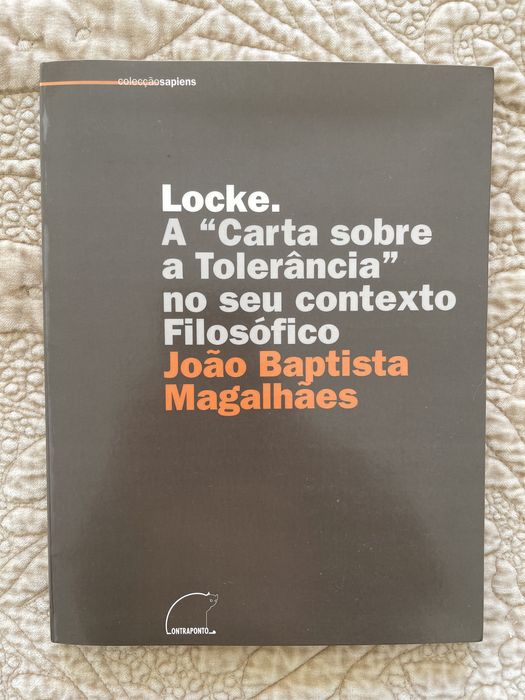 colecçãosapiens
Locke.
A “Carta sobre
a Tolerância”
no seu contexto
Filosófico
João Baptista
Magalhães
CONTRAPONTO